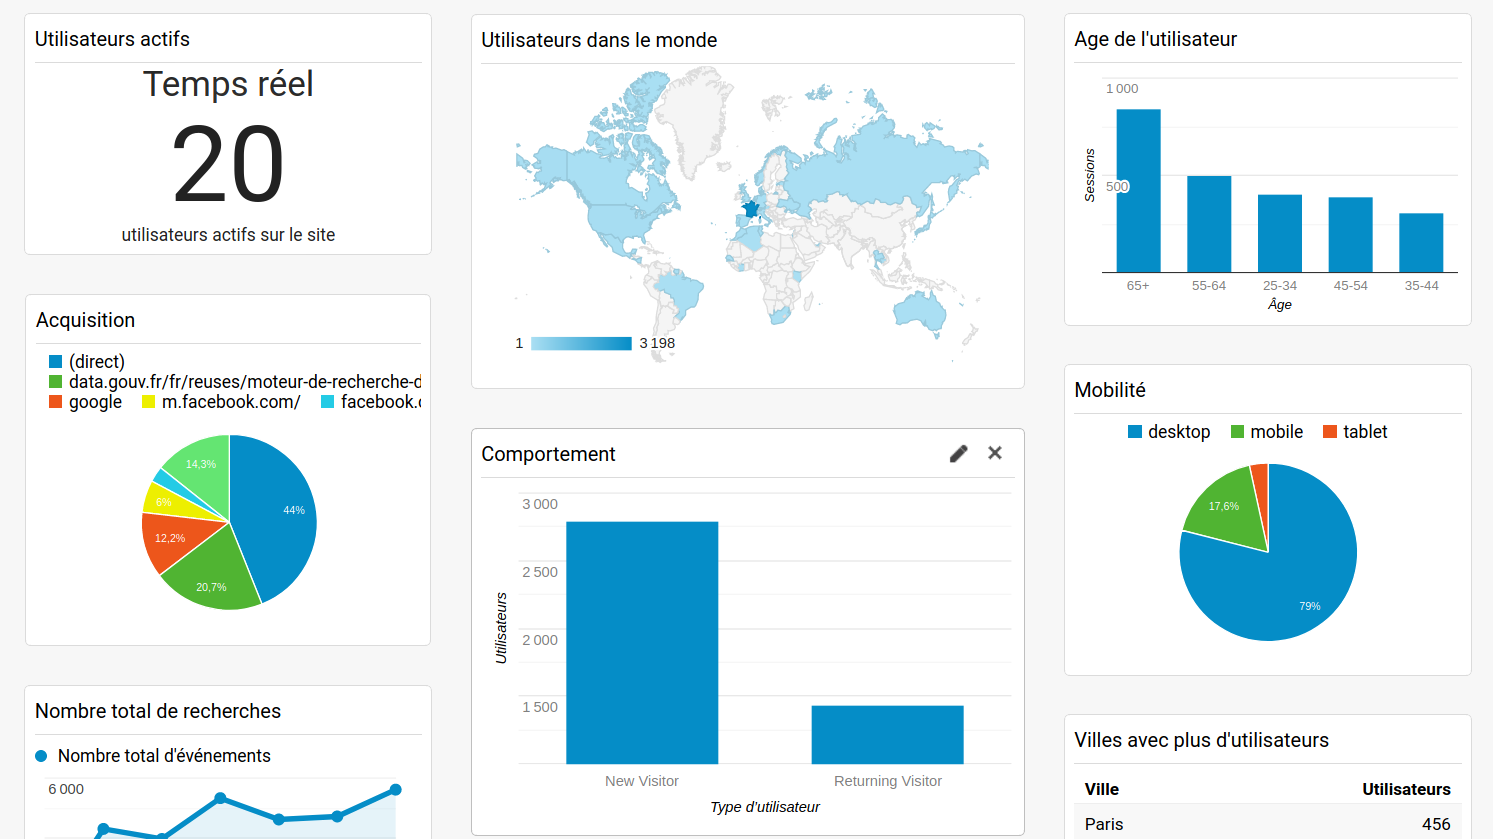 Utilisateurs actifs
Temps réel
20
utilisateurs actifs sur le site
Acquisition
(direct)
data.gouv.fr/fr/reuses/moteur-de-recherche-d
google m.facebook.com/ facebook.c
14,3%
44%
6%
12,2%
20,7%
Nombre total de recherches
Nombre total d'événements
6 000
Utilisateurs dans le monde
1 3 198
Comportement
3 000
2 500
2 000
1 500
Utilisateurs
New Visitor Returning Visitor
Type d'utilisateur
Age de l'utilisateur
1 000
500
Sessions
65+ 55-64 25-34 45-54 35-44
Âge
Mobilité
desktop mobile tablet
17,6%
79%
Villes avec plus d'utilisateurs
Ville Utilisateurs
Paris 456